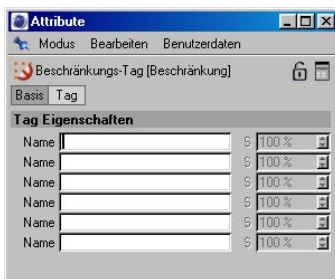 Attribute
Modus Bearbeiten Benutzerdaten
Beschränkungs-Tag [Beschränkung]
Basis Tag
Tag Eigenschaften
Name S 100 %
Name S 100 %
Name S 100 %
Name S 100 %
Name S 100 %
Name S 100 %